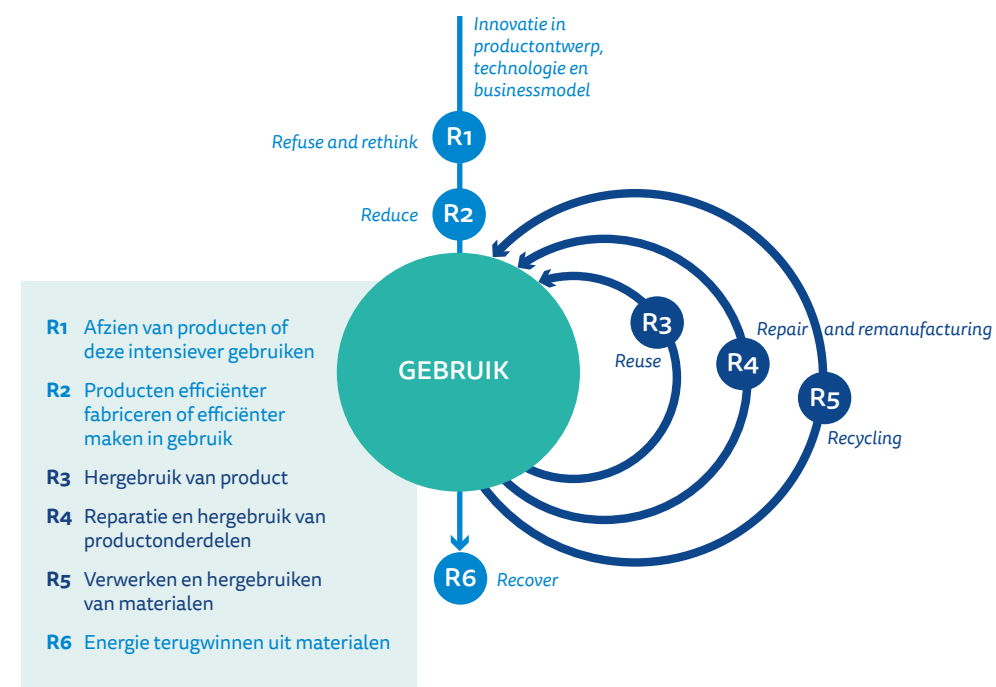 Innovatie in
productontwerp,
technologie en
businessmodel
Refuse and rethink
R1
Reduce
R2
GEBRUIK
R3
Reuse
Repair and remanufacturing
R4
R5
Recycling
R6
Recover
R1 Afzien van producten of
deze intensiever gebruiken
R2 Producten efficiënter
fabriceren of efficiënter
maken in gebruik
R3 Hergebruik van product
R4 Reparatie en hergebruik van
productonderdelen
R5 Verwerken en hergebruiken
van materialen
R6 Energie terugwinnen uit materialen